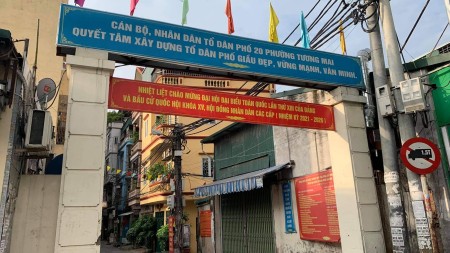 CÁN BỘ, NHÂN DÂN TỔ DÂN PHỐ 20 PHƯỜNG TƯƠNG MAI
QUYẾT TÂM XÂY DỰNG TỔ DÂN PHỐ GIÀU ĐẸP, VỮNG MẠNH, VĂN MINH.
NHIỆT LIỆT CHÀO MỪNG ĐẠI HỘI ĐẠI BIỂU TOÀN QUỐC LẦN THỨ XIII CỦA ĐẢNG
VÀ BẦU CỬ QUỐC HỘI KHÓA XV, HỘI ĐỒNG NHÂN DÂN CÁC CẤP ( NHIỆM KỲ 2021 - 2026 )
1,5T